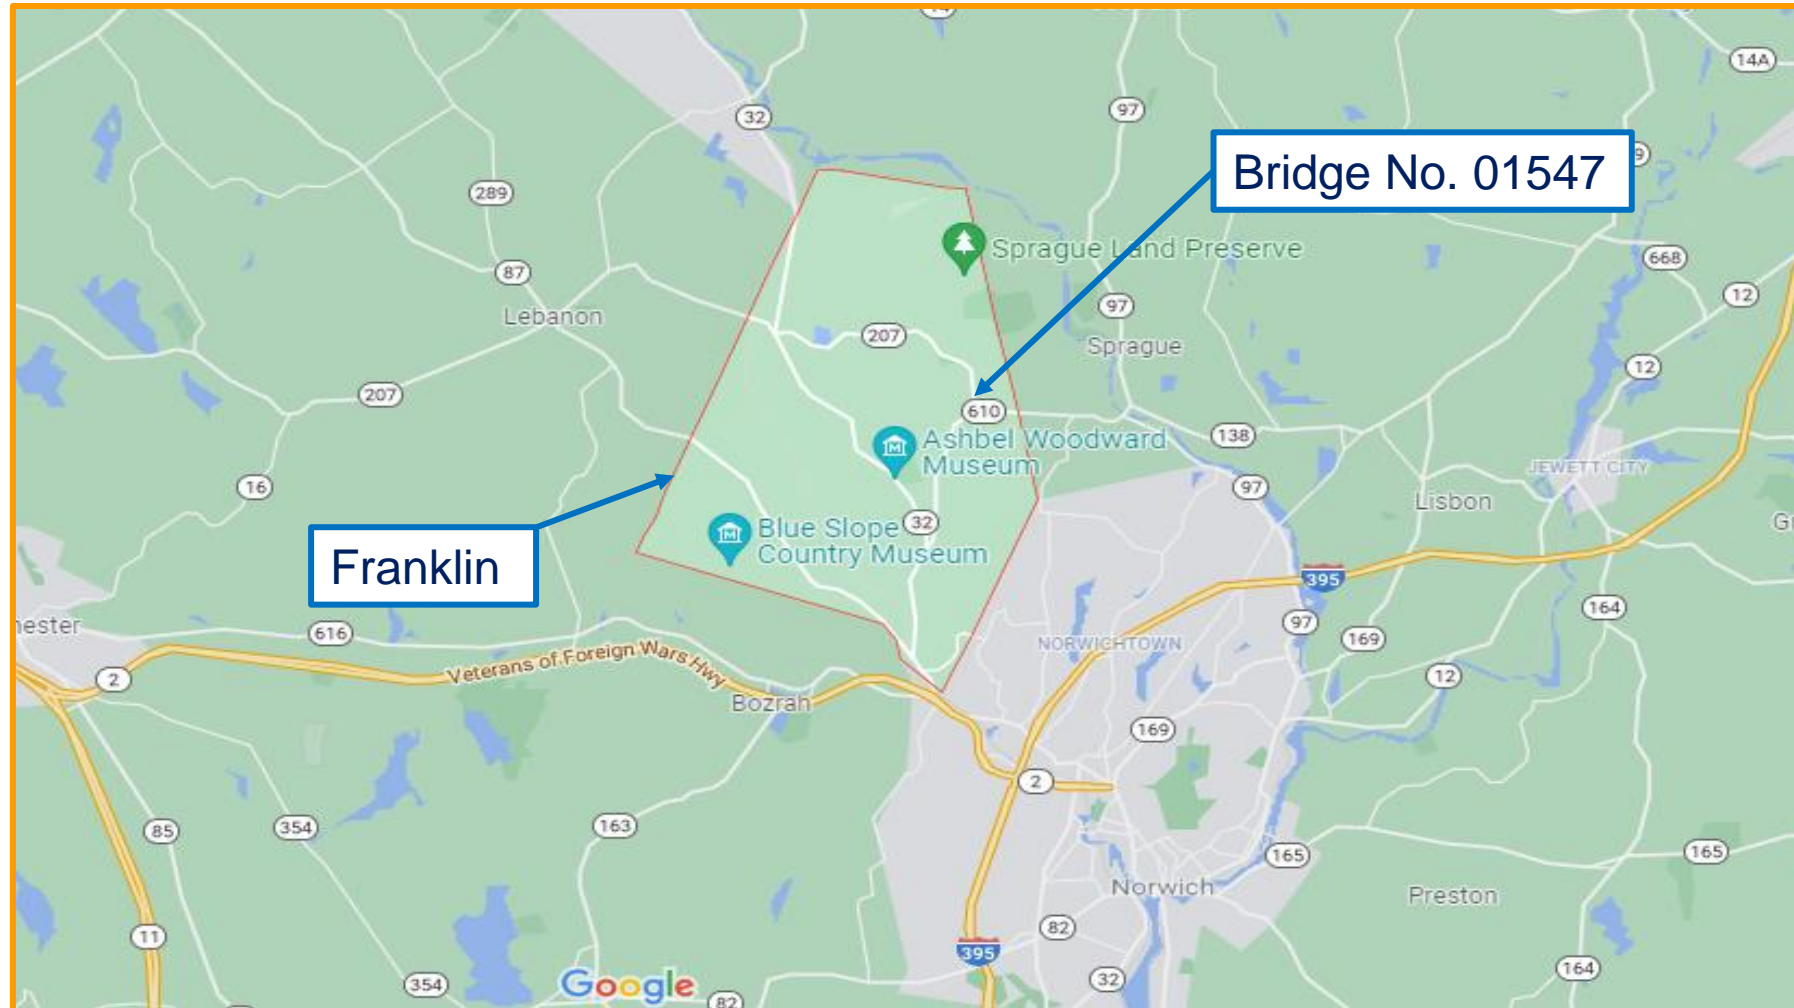 14A
32
97
Bridge No. 01547
289
Sprague Land Preserve
668
87
12
97
Lebanon
207
Sprague
12
207
610
138
Ashbel Woodward
Museum
JEWETT CITY
16
97
Lisbon
32
Blue Slope
Country Museum
Franklin
395
164
616
97
169
NORWICHTOWN
Veterans of Foreign Wars Hwy
2
12
Bozrah
169
2
354
163
85
165
165
Norwich
Preston
82
11
395
164
32
354
Google
82